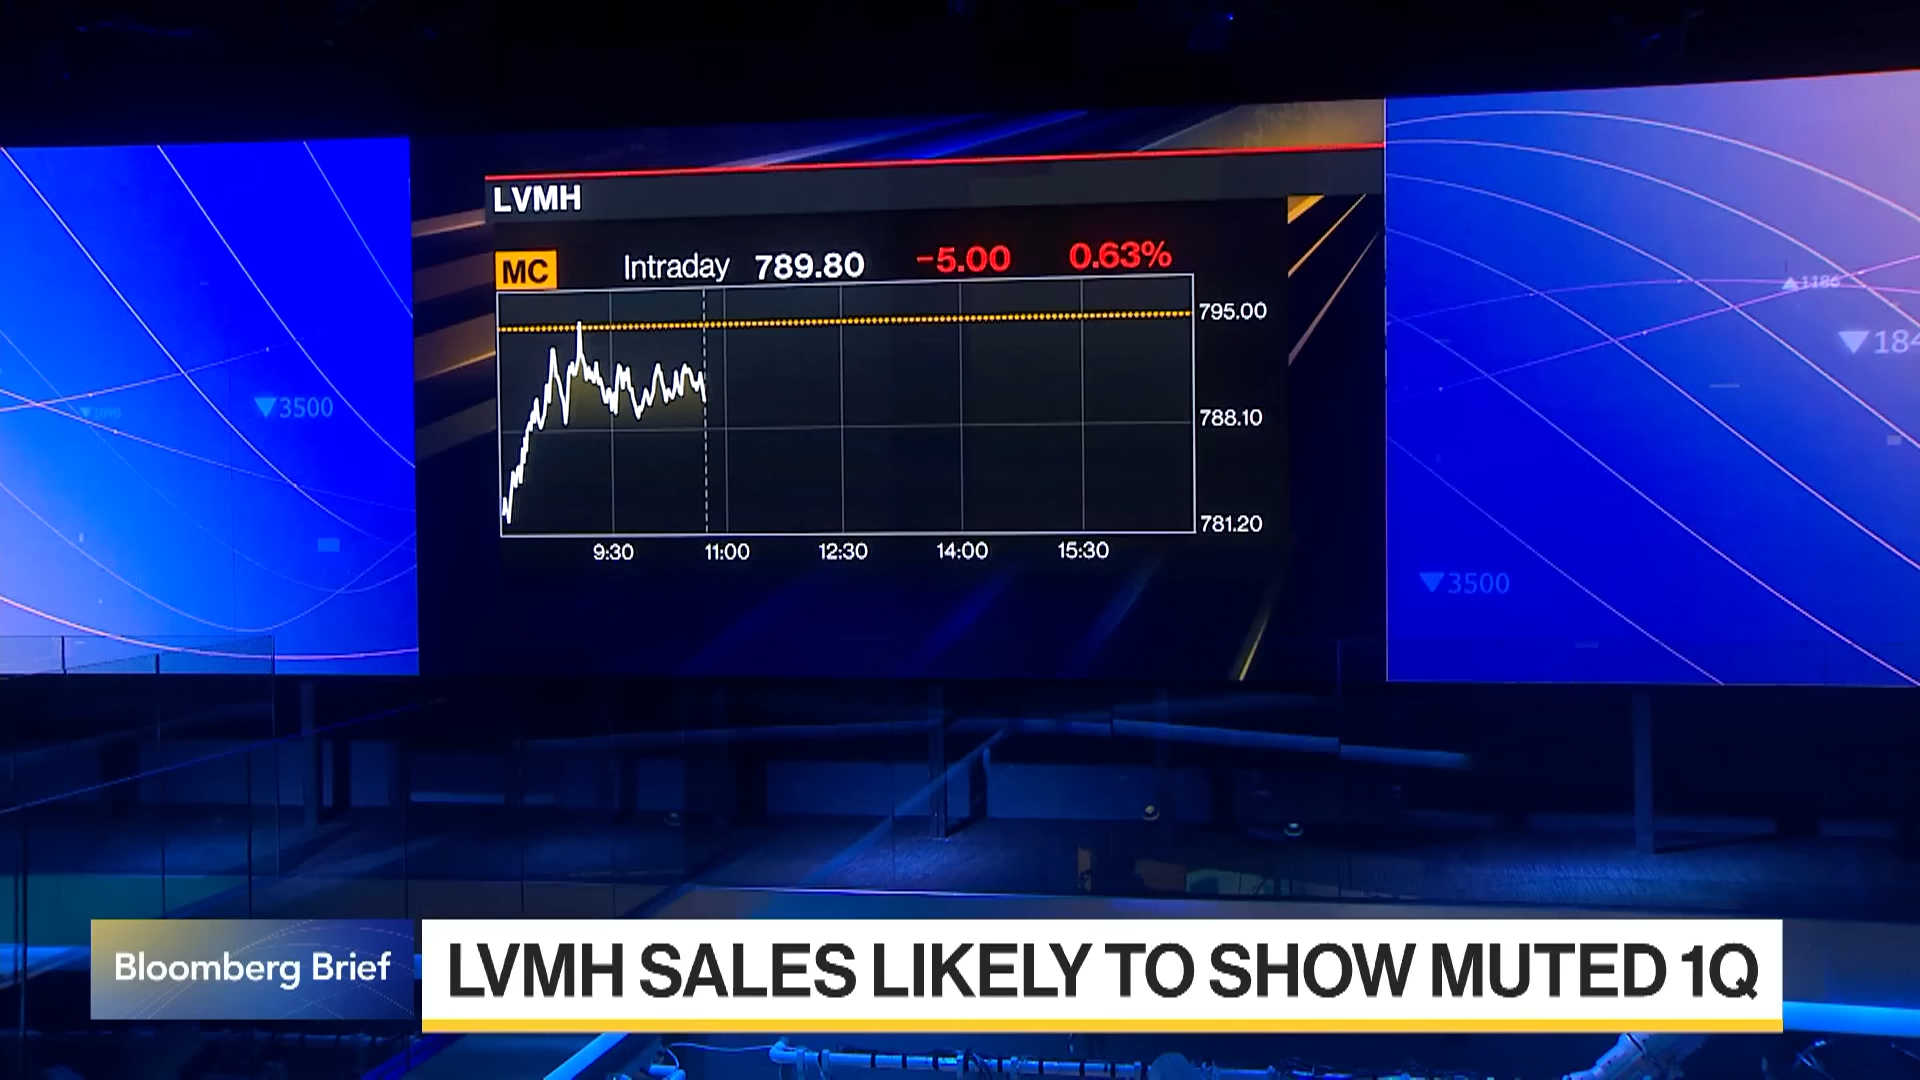 LVMH
MC Intraday 789.80 −5.00 0.63%
795.00
788.10
781.20
9:30 11:00 12:30 14:00 15:30
▼3500
▲1186
▼184
▼3500
Bloomberg Brief
LVMH SALES LIKELY TO SHOW MUTED 1Q